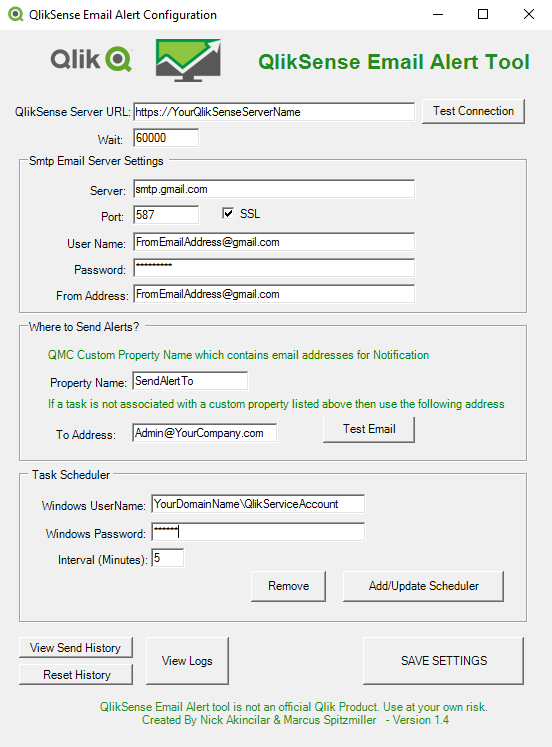 QlikSense Email Alert Configuration
Qlik
QlikSense Email Alert Tool
QlikSense Server URL: https://YourQlikSenseServerName Test Connection
Wait: 60000
Smtp Email Server Settings
Server: smtp.gmail.com
Port: 587 SSL
User Name: FromEmailAddress@gmail.com
Password: *********
From Address: FromEmailAddress@gmail.com
Where to Send Alerts?
QMC Custom Property Name which contains email addresses for Notification
Property Name: SendAlertTo
If a task is not associated with a custom property listed above then use the following address
To Address: Admin@YourCompany.com Test Email
Task Scheduler
Windows UserName: YourDomainName\QlikServiceAccount
Windows Password: ******
Interval (Minutes): 5
Remove Add/Update Scheduler
View Send History
Reset History
View Logs
SAVE SETTINGS
QlikSense Email Alert tool is not an official Qlik Product. Use at your own risk.
Created By Nick Akincilar & Marcus Spitzmiller - Version 1.4